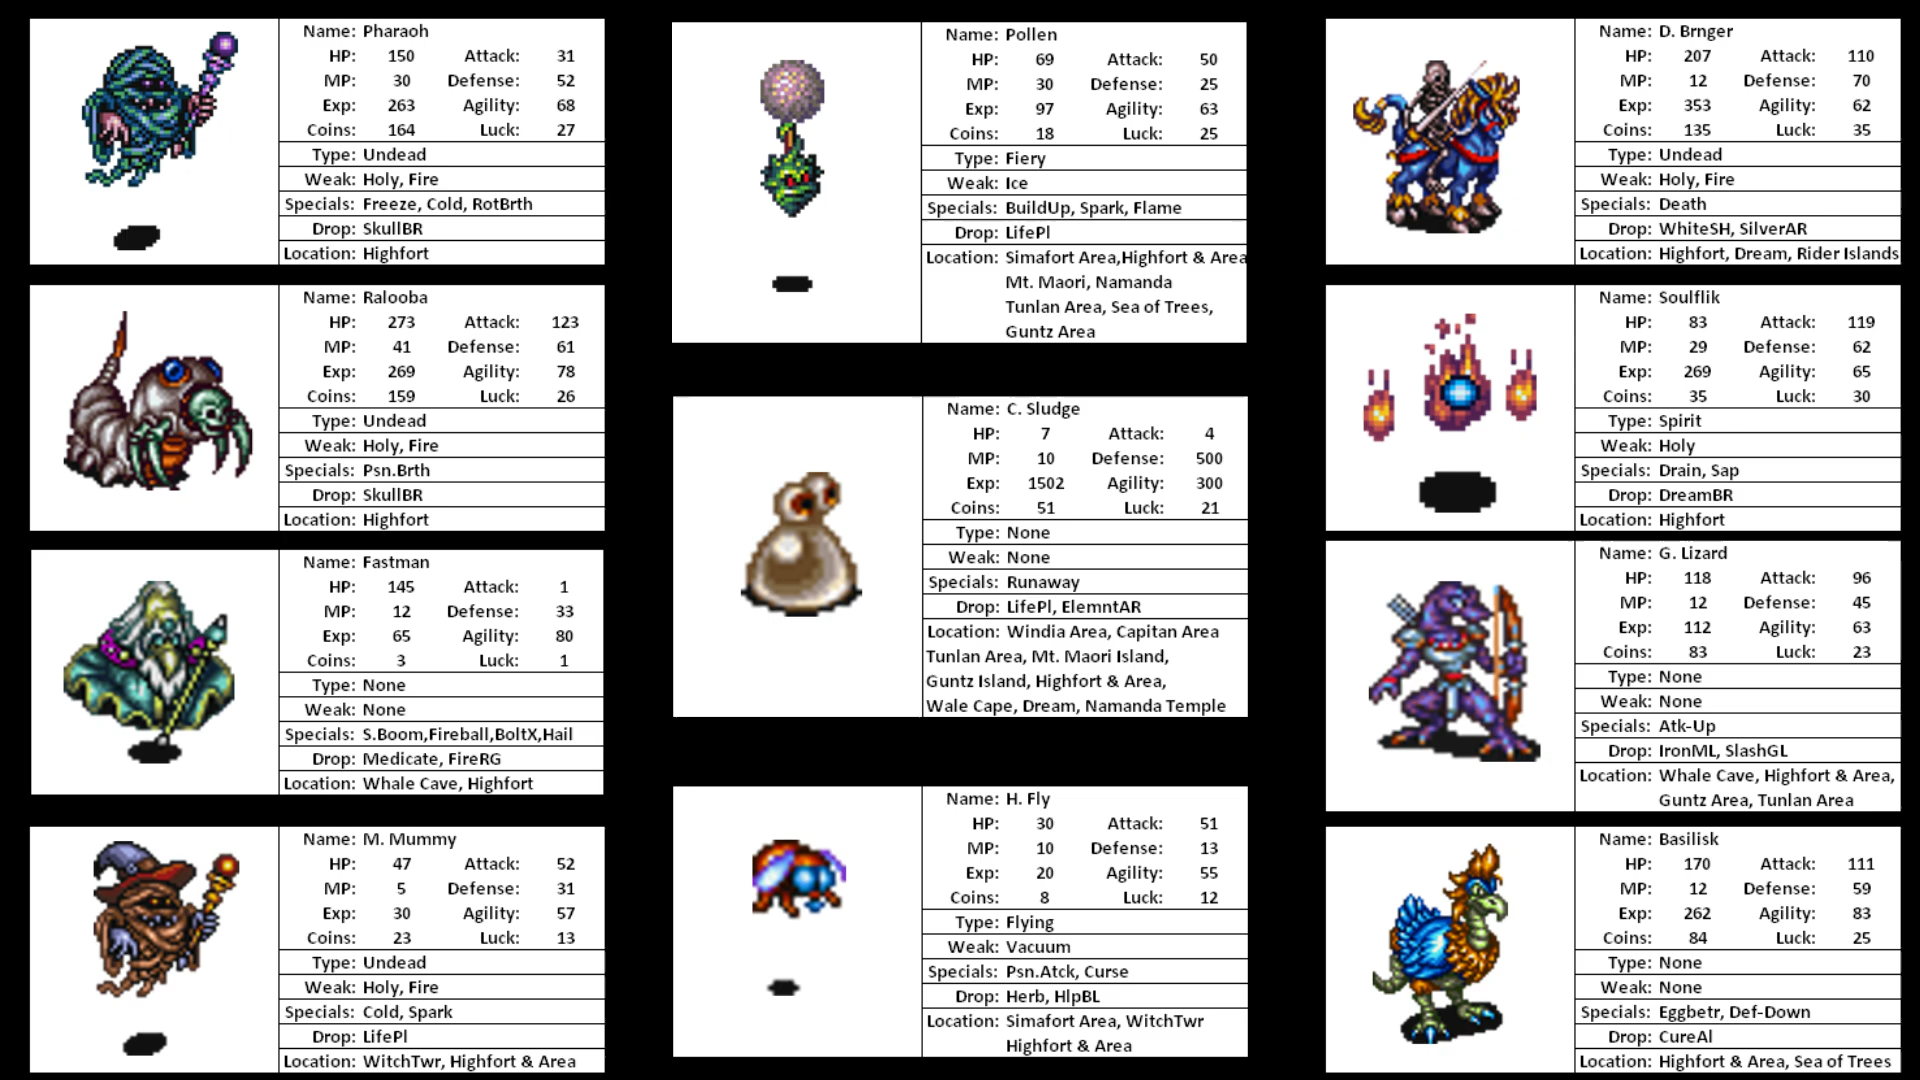 Name: Pharaoh
HP: 150 Attack: 31
MP: 30 Defense: 52
Exp: 263 Agility: 68
Coins: 164 Luck: 27
Type: Undead
Weak: Holy, Fire
Specials: Freeze, Cold, RotBrth
Drop: SkullBR
Location: Highfort
Name: Ralooba
HP: 273 Attack: 123
MP: 41 Defense: 61
Exp: 269 Agility: 78
Coins: 159 Luck: 26
Type: Undead
Weak: Holy, Fire
Specials: Psn.Brth
Drop: SkullBR
Location: Highfort
Name: Fastman
HP: 145 Attack: 1
MP: 12 Defense: 33
Exp: 65 Agility: 80
Coins: 3 Luck: 1
Type: None
Weak: None
Specials: S.Boom,Fireball,BoltX,Hail
Drop: Medicate, FireRG
Location: Whale Cave, Highfort
Name: M. Mummy
HP: 47 Attack: 52
MP: 5 Defense: 31
Exp: 30 Agility: 57
Coins: 23 Luck: 13
Type: Undead
Weak: Holy, Fire
Specials: Cold, Spark
Drop: LifePl
Location: WitchTwr, Highfort & Area
Name: Pollen
HP: 69 Attack: 50
MP: 30 Defense: 25
Exp: 97 Agility: 63
Coins: 18 Luck: 25
Type: Fiery
Weak: Ice
Specials: BuildUp, Spark, Flame
Drop: LifePl
Location: Simafort Area,Highfort & Area
Mt. Maori, Namanda
Tunlan Area, Sea of Trees,
Guntz Area
Name: C. Sludge
HP: 7 Attack: 4
MP: 10 Defense: 500
Exp: 1502 Agility: 300
Coins: 51 Luck: 21
Type: None
Weak: None
Specials: Runaway
Drop: LifePl, ElemntAR
Location: Windia Area, Capitan Area
Tunlan Area, Mt. Maori Island,
Guntz Island, Highfort & Area,
Wale Cape, Dream, Namanda Temple
Name: H. Fly
HP: 30 Attack: 51
MP: 10 Defense: 13
Exp: 20 Agility: 55
Coins: 8 Luck: 12
Type: Flying
Weak: Vacuum
Specials: Psn.Atck, Curse
Drop: Herb, HlpBL
Location: Simafort Area, WitchTwr
Highfort & Area
Name: D. Brnger
HP: 207 Attack: 110
MP: 12 Defense: 70
Exp: 353 Agility: 62
Coins: 135 Luck: 35
Type: Undead
Weak: Holy, Fire
Specials: Death
Drop: WhiteSH, SilverAR
Location: Highfort, Dream, Rider Islands
Name: Soulflik
HP: 83 Attack: 119
MP: 29 Defense: 62
Exp: 269 Agility: 65
Coins: 35 Luck: 30
Type: Spirit
Weak: Holy
Specials: Drain, Sap
Drop: DreamBR
Location: Highfort
Name: G. Lizard
HP: 118 Attack: 96
MP: 12 Defense: 45
Exp: 112 Agility: 63
Coins: 83 Luck: 23
Type: None
Weak: None
Specials: Atk-Up
Drop: IronML, SlashGL
Location: Whale Cave, Highfort & Area,
Guntz Area, Tunlan Area
Name: Basilisk
HP: 170 Attack: 111
MP: 12 Defense: 59
Exp: 262 Agility: 83
Coins: 84 Luck: 25
Type: None
Weak: None
Specials: Eggbetr, Def-Down
Drop: CureAl
Location: Highfort & Area, Sea of Trees